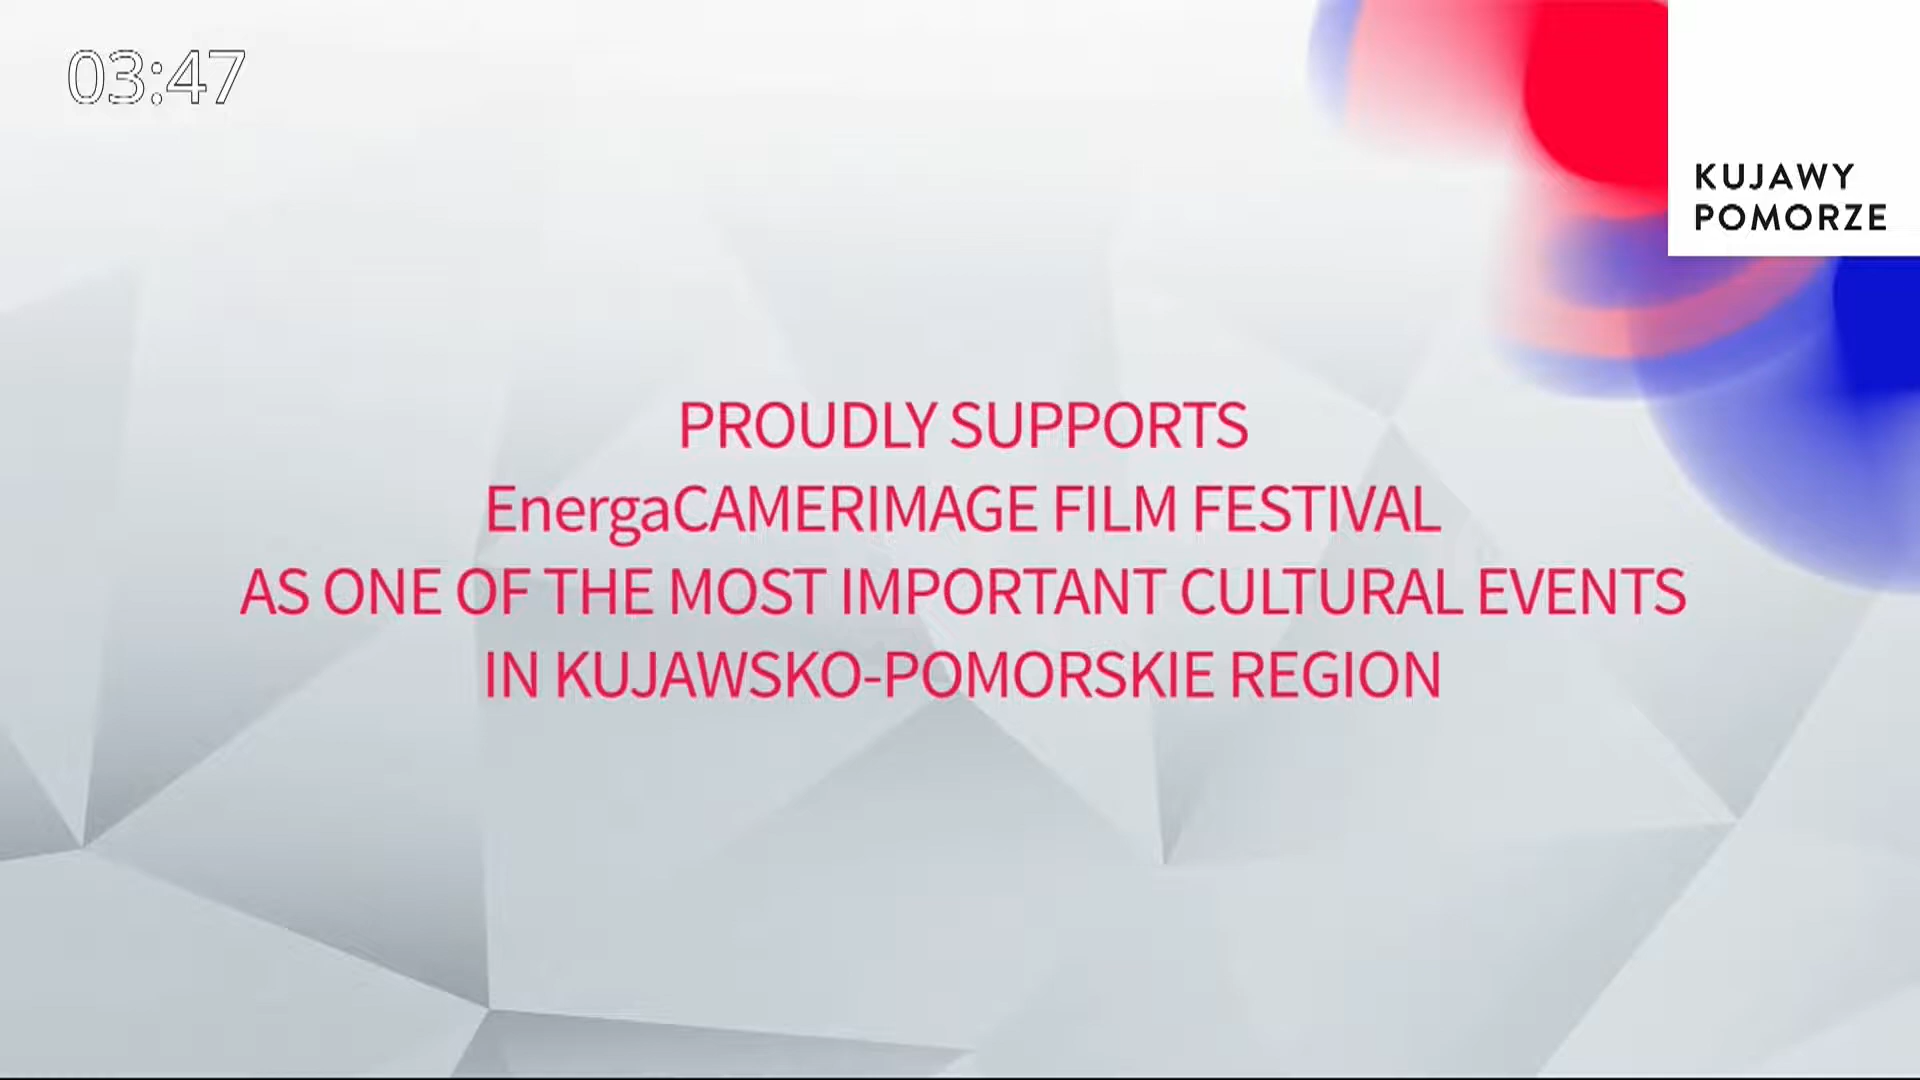 03:47
KUJAWY
POMORZE
PROUDLY SUPPORTS
EnergaCAMERIMAGE FILM FESTIVAL
AS ONE OF THE MOST IMPORTANT CULTURAL EVENTS
IN KUJAWSKO-POMORSKIE REGION